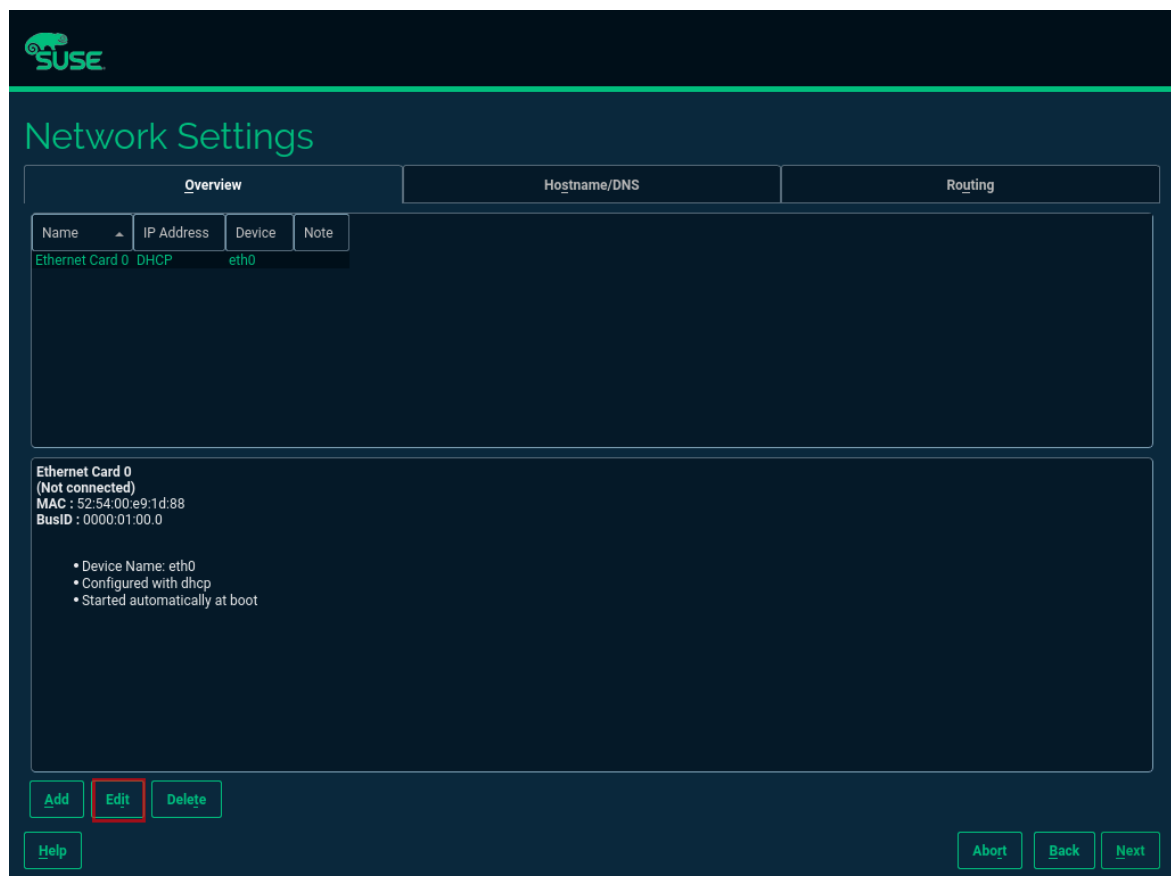 SUSE
Network Settings
Overview Hostname/DNS Routing
Name IP Address Device Note
Ethernet Card 0 DHCP eth0
Ethernet Card 0
(Not connected)
MAC : 52:54:00:e9:1d:88
BusID : 0000:01:00.0
• Device Name: eth0
• Configured with dhcp
• Started automatically at boot
Add Edit Delete
Help Abort Back Next